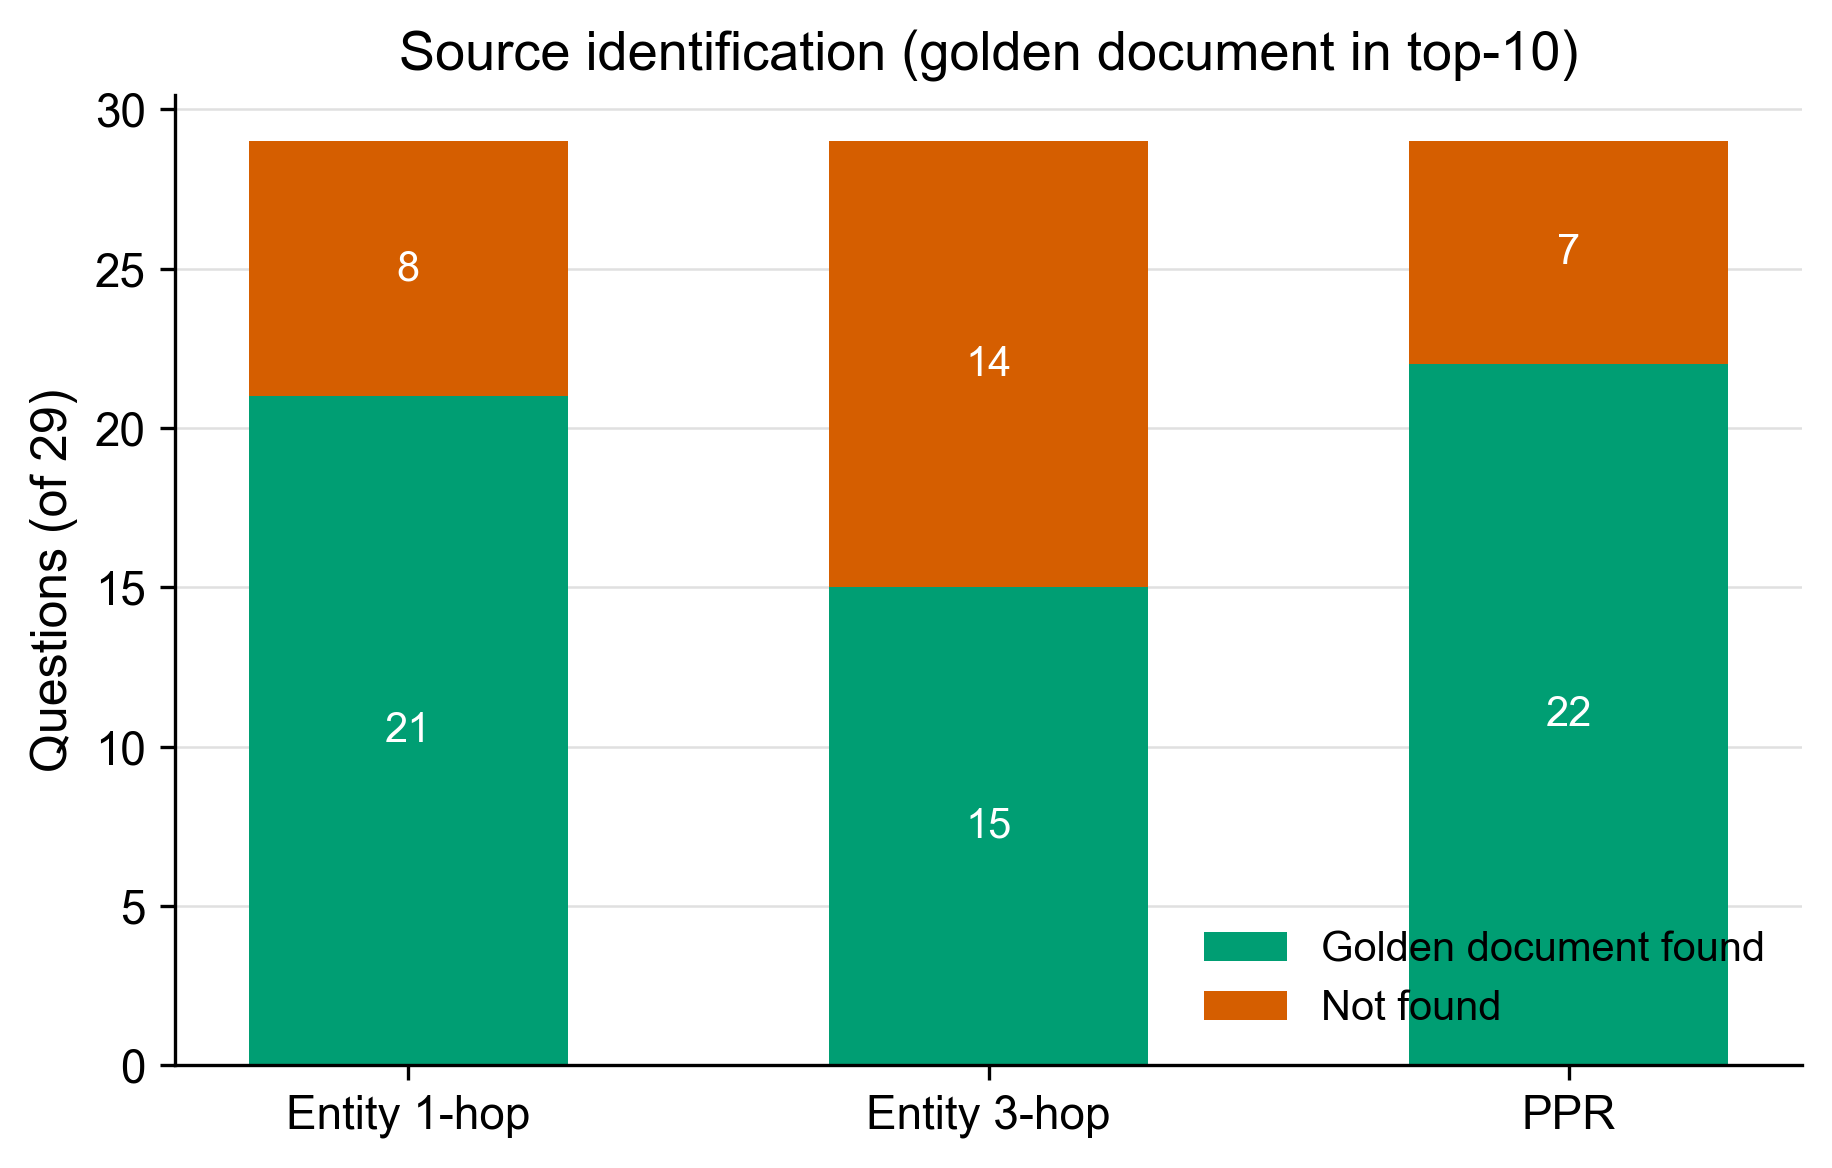 Source identification (golden document in top-10)
Questions (of 29)
30
25
20
15
10
5
0
8
14
7
21
15
22
Golden document found
Not found
Entity 1-hop
Entity 3-hop
PPR